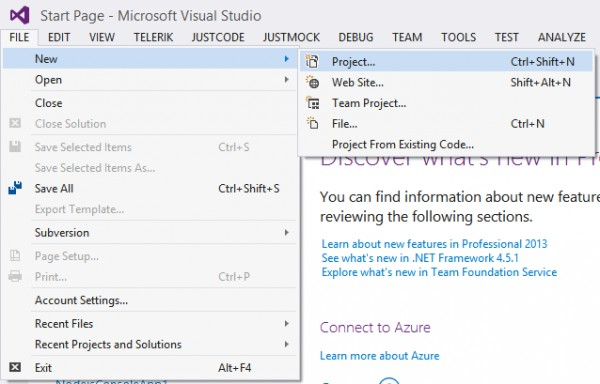 Start Page - Microsoft Visual Studio
FILE EDIT VIEW TELERIK JUSTCODE JUSTMOCK DEBUG TEAM TOOLS TEST ANALYZE
New
Open
Close
Close Solution
Save Selected Items Ctrl+S
Save Selected Items As...
Save All Ctrl+Shift+S
Export Template...
Subversion
Page Setup...
Print... Ctrl+P
Account Settings...
Recent Files
Recent Projects and Solutions
Exit Alt+F4
Project... Ctrl+Shift+N
Web Site... Shift+Alt+N
Team Project...
File... Ctrl+N
Project From Existing Code...
Discover what's new in Pro
You can find information about new feature
reviewing the following sections.
Learn about new features in Professional 2013
See what's new in .NET Framework 4.5.1
Explore what's new in Team Foundation Service
Connect to Azure
Learn more about Azure
NodejsConsoleApp1